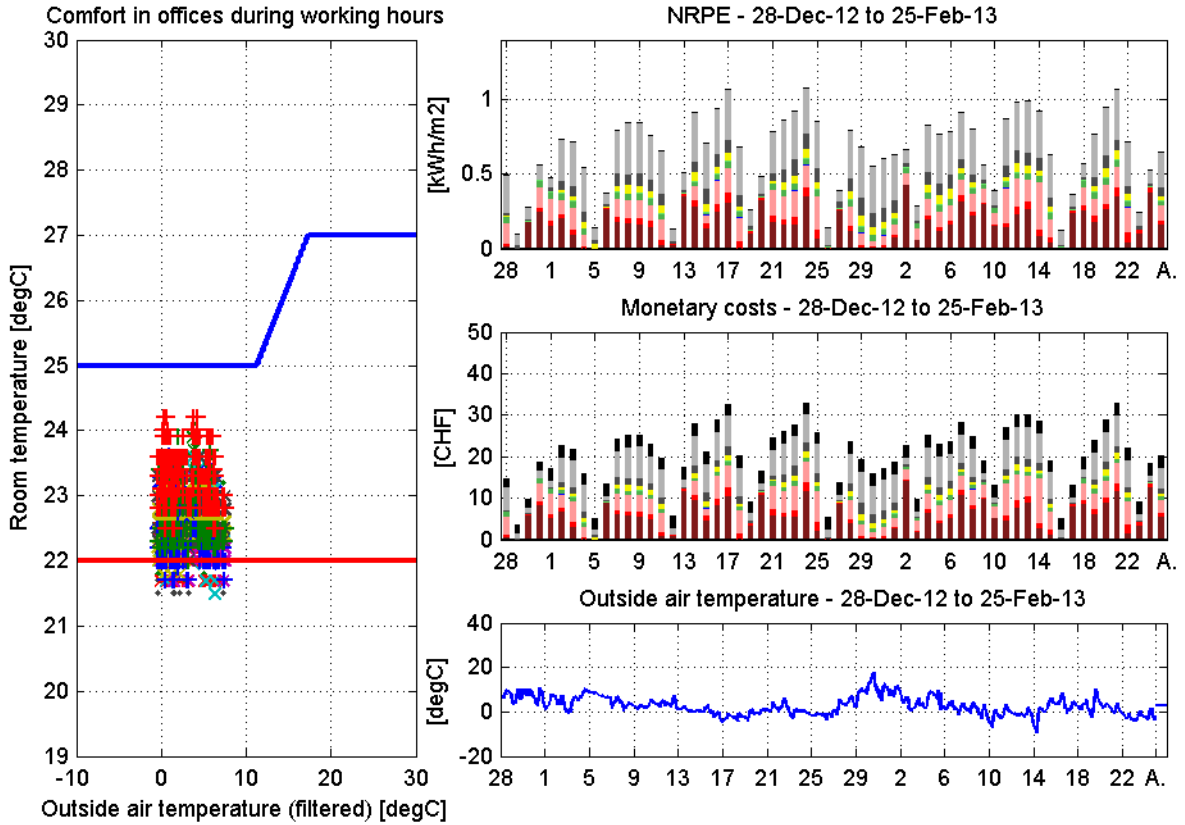 Comfort in offices during working hours
30
29
28
27
26
25
24
23
22
21
20
19
Room temperature [degC]
-10 0 10 20 30
Outside air temperature (filtered) [degC]
NRPE - 28-Dec-12 to 25-Feb-13
[kWh/m2]
1
0.5
0
28 1 5 9 13 17 21 25 29 2 6 10 14 18 22 A.
Monetary costs - 28-Dec-12 to 25-Feb-13
[CHF]
50
40
30
20
10
0
28 1 5 9 13 17 21 25 29 2 6 10 14 18 22 A.
Outside air temperature - 28-Dec-12 to 25-Feb-13
[degC]
40
20
0
-20
28 1 5 9 13 17 21 25 29 2 6 10 14 18 22 A.